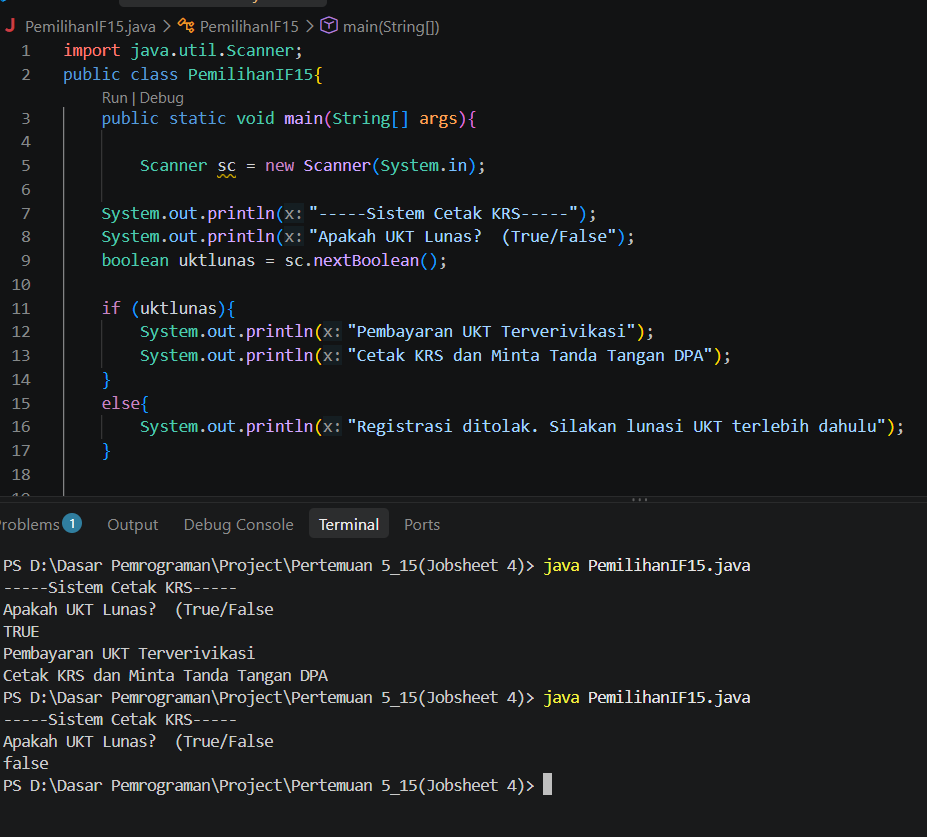 PemilihanIF15.java > PemilihanIF15 > main(String[])
1 import java.util.Scanner;
2 public class PemilihanIF15{
Run | Debug
3 public static void main(String[] args){
4
5 Scanner sc = new Scanner(System.in);
6
7 System.out.println(x: "-----Sistem Cetak KRS-----");
8 System.out.println(x: "Apakah UKT Lunas?  (True/False");
9 boolean uktlunas = sc.nextBoolean();
10
11 if (uktlunas){
12 System.out.println(x: "Pembayaran UKT Terverivikasi");
13 System.out.println(x: "Cetak KRS dan Minta Tanda Tangan DPA");
14 }
15 else{
16 System.out.println(x: "Registrasi ditolak. Silakan lunasi UKT terlebih dahulu");
17 }
18
roblems 1 Output Debug Console Terminal Ports
PS D:\Dasar Pemrograman\Project\Pertemuan 5_15(Jobsheet 4)> java PemilihanIF15.java
-----Sistem Cetak KRS-----
Apakah UKT Lunas?  (True/False
TRUE
Pembayaran UKT Terverivikasi
Cetak KRS dan Minta Tanda Tangan DPA
PS D:\Dasar Pemrograman\Project\Pertemuan 5_15(Jobsheet 4)> java PemilihanIF15.java
-----Sistem Cetak KRS-----
Apakah UKT Lunas?  (True/False
false
PS D:\Dasar Pemrograman\Project\Pertemuan 5_15(Jobsheet 4)>